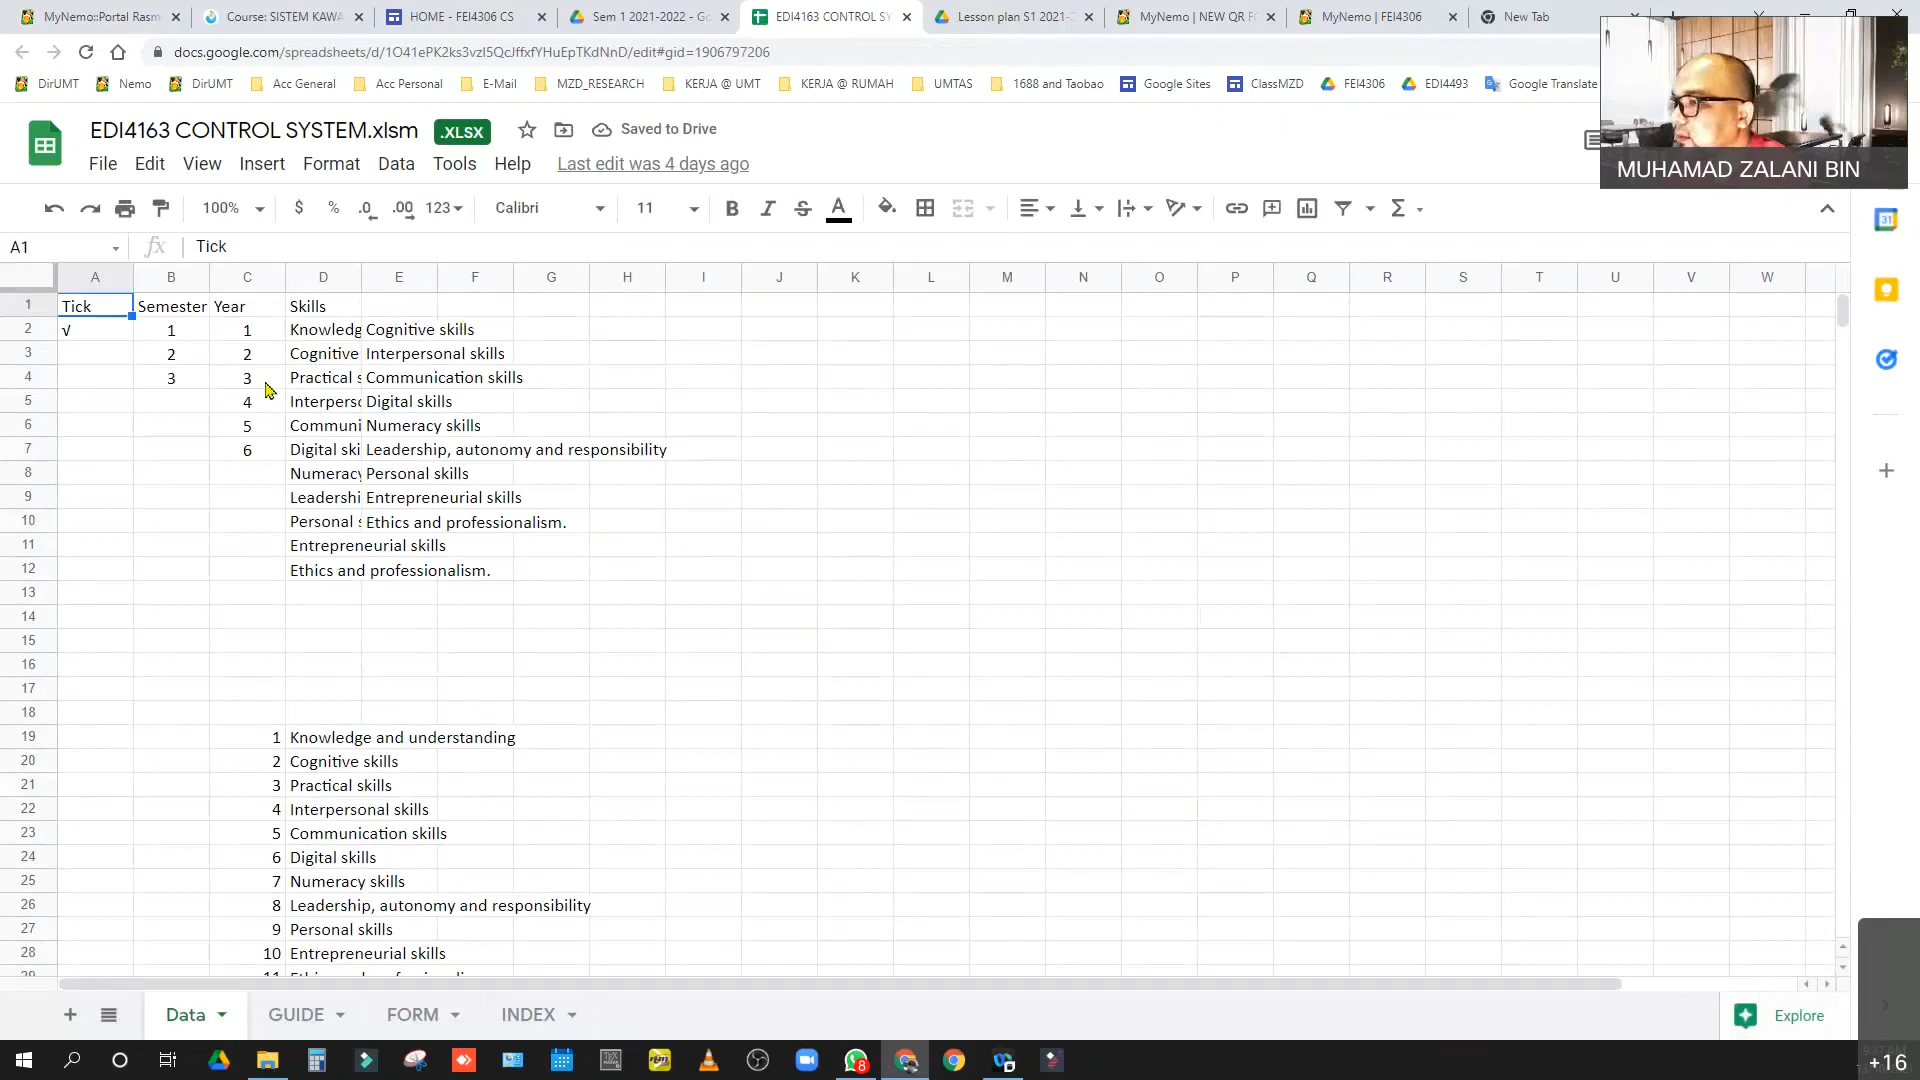 MyNemo::Portal Rasm
Course: SISTEM KAWA
HOME - FEI4306 CS
Sem 1 2021-2022 - Go
EDI4163 CONTROL SY
Lesson plan S1 2021-
MyNemo | NEW QR F
MyNemo | FEI4306
New Tab
docs.google.com/spreadsheets/d/1O41ePK2ks3vzI5QcJffxfYHuEpTKdNnD/edit#gid=1906797206
DirUMT
Nemo
DirUMT
Acc General
Acc Personal
E-Mail
MZD_RESEARCH
KERJA @ UMT
KERJA @ RUMAH
UMTAS
1688 and Taobao
Google Sites
ClassMZD
FEI4306
EDI4493
Google Translate
EDI4163 CONTROL SYSTEM.xlsm
.XLSX
Saved to Drive
File Edit View Insert Format Data Tools Help Last edit was 4 days ago
MUHAMAD ZALANI BIN
100% $ % .0 .00 123 Calibri 11 B I S A
A1 fx Tick
A B C D E F G H I J K L M N O P Q R S T U V W
1 Tick Semester Year Skills
2 √ 1 1 Knowledg Cognitive skills
3 2 2 Cognitive Interpersonal skills
4 3 3 Practical s Communication skills
5 4 Interperso Digital skills
6 5 Communi Numeracy skills
7 6 Digital ski Leadership, autonomy and responsibility
8 Numeracy Personal skills
9 Leadershi Entrepreneurial skills
10 Personal s Ethics and professionalism.
11 Entrepreneurial skills
12 Ethics and professionalism.
13
14
15
16
17
18
19 1 Knowledge and understanding
20 2 Cognitive skills
21 3 Practical skills
22 4 Interpersonal skills
23 5 Communication skills
24 6 Digital skills
25 7 Numeracy skills
26 8 Leadership, autonomy and responsibility
27 9 Personal skills
28 10 Entrepreneurial skills
Data GUIDE FORM INDEX Explore
+16